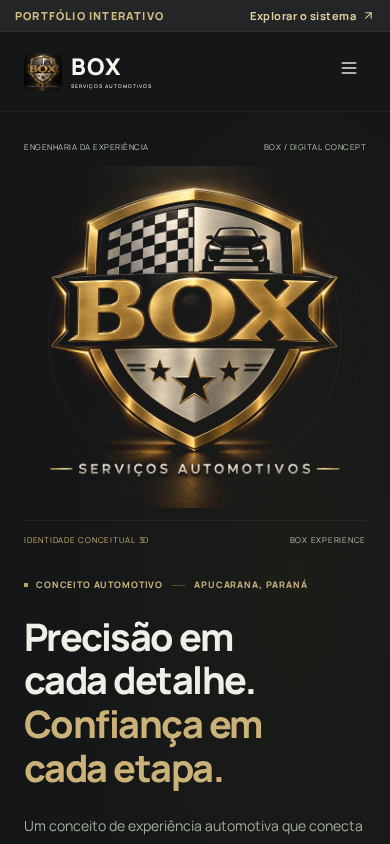 PORTFÓLIO INTERATIVO
Explorar o sistema
BOX
BOX
SERVIÇOS AUTOMOTIVOS
ENGENHARIA DA EXPERIÊNCIA
BOX / DIGITAL CONCEPT
BOX
SERVIÇOS AUTOMOTIVOS
IDENTIDADE CONCEITUAL 3D
BOX EXPERIENCE
CONCEITO AUTOMOTIVO — APUCARANA, PARANÁ
Precisão em
cada detalhe.
Confiança em
cada etapa.
Um conceito de experiência automotiva que conecta